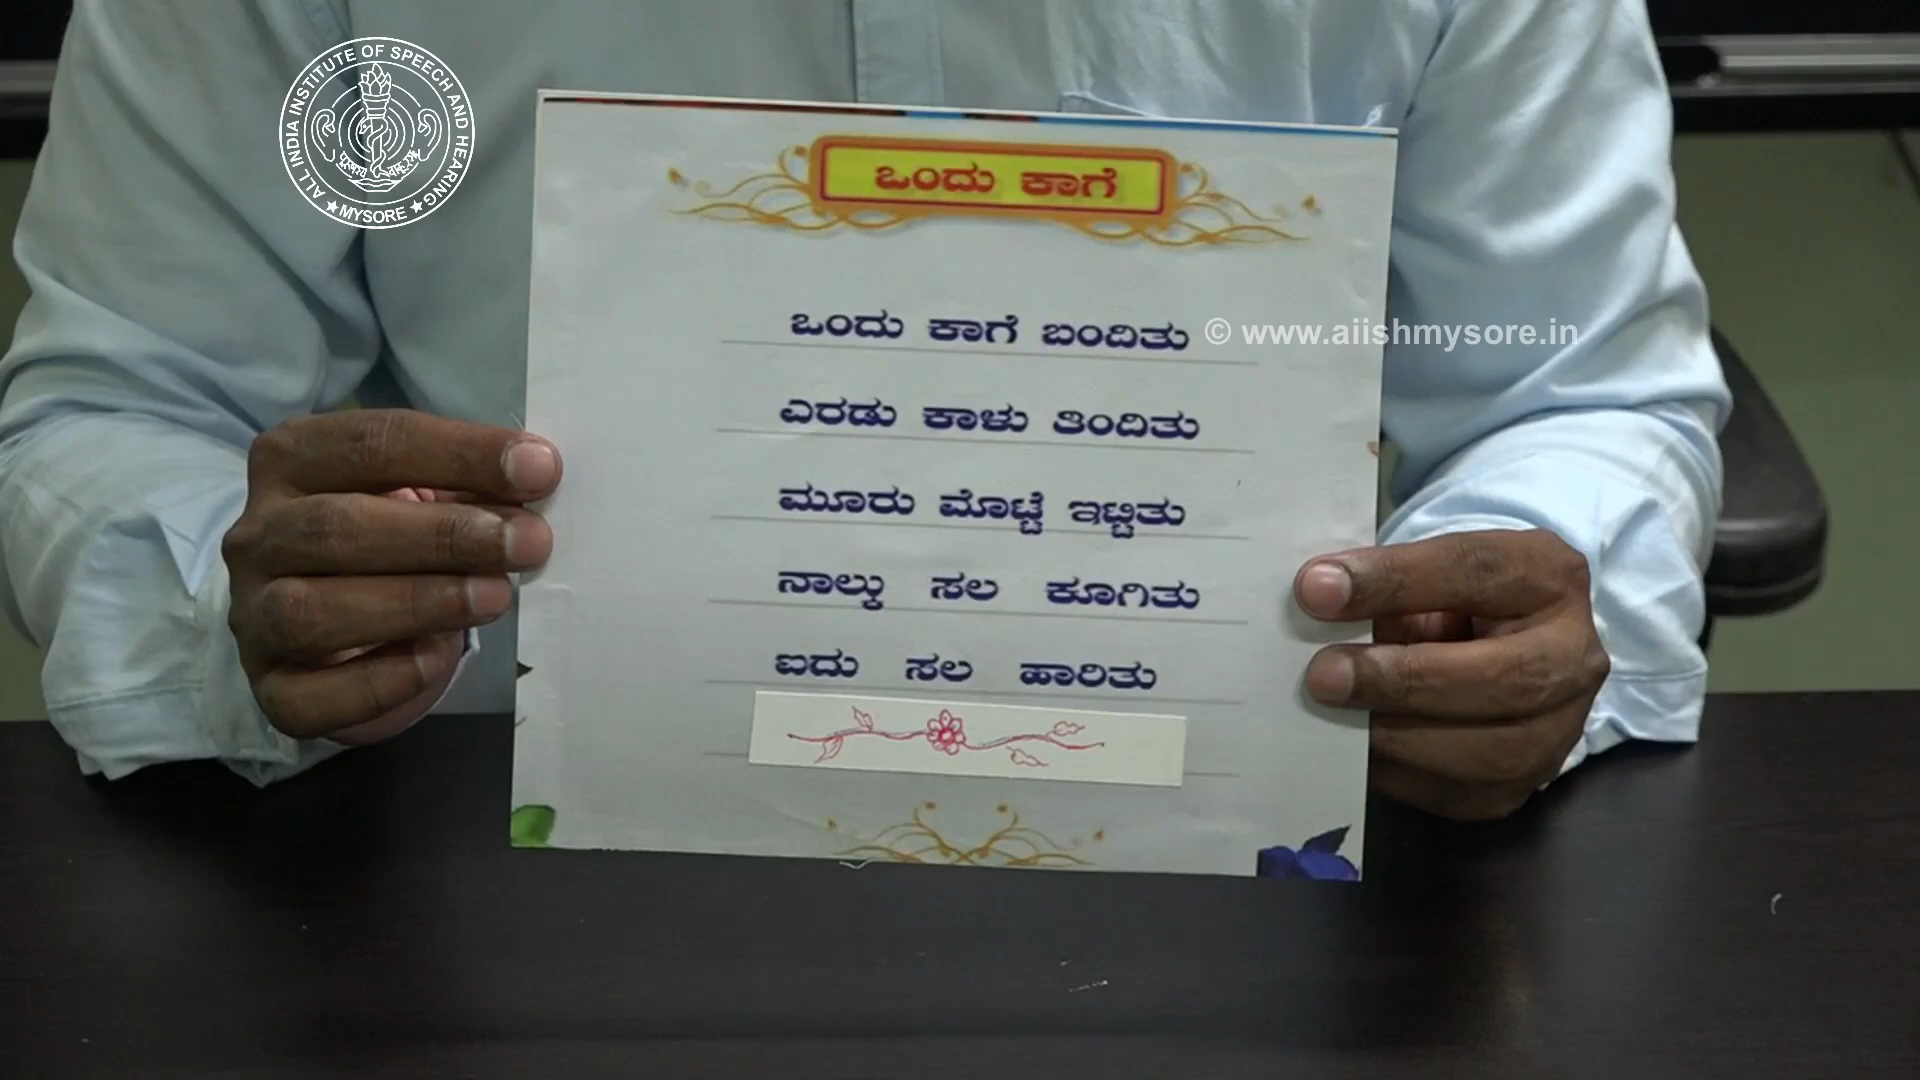 ALL INDIA INSTITUTE OF SPEECH AND HEARING
★ MYSORE ★
ಒಂದು ಕಾಗೆ
ಒಂದು ಕಾಗೆ ಬಂದಿತು
© www.aiishmysore.in
ಎರಡು ಕಾಳು ತಿಂದಿತು
ಮೂರು ಮೊಟ್ಟೆ ಇಟ್ಟಿತು
ನಾಲ್ಕು ಸಲ ಕೂಗಿತು
ಐದು ಸಲ ಹಾರಿತು